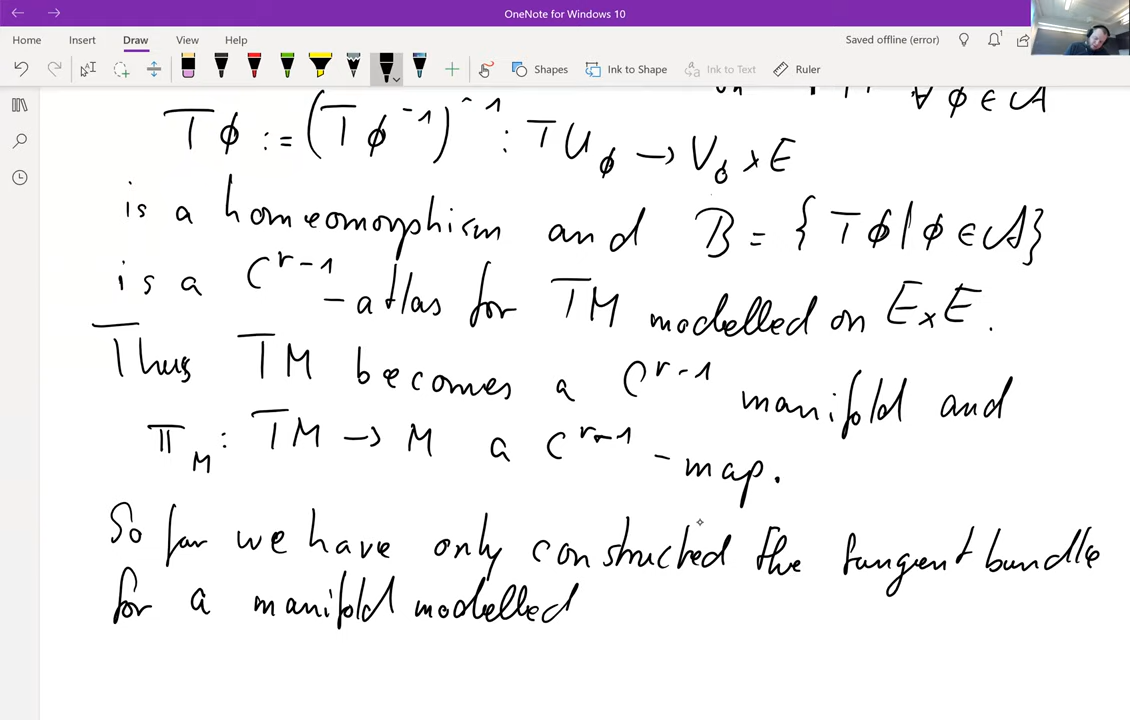 OneNote for Windows 10
Home Insert Draw View Help
Saved offline (error)
Shapes Ink to Shape Ink to Text Ruler
∀ ϕ ∈ A
Tϕ := (Tϕ⁻¹)⁻¹ : TU_ϕ → V_ϕ × E
is a homeomorphism and B = { Tϕ | ϕ ∈ A }
is a C^{r-1} - atlas for TM modelled on E×E.
Thus TM becomes a C^{r-1} manifold and
π_M : TM → M a C^{r-1} - map.
So far we have only constructed the tangent bundle
for a manifold modelled